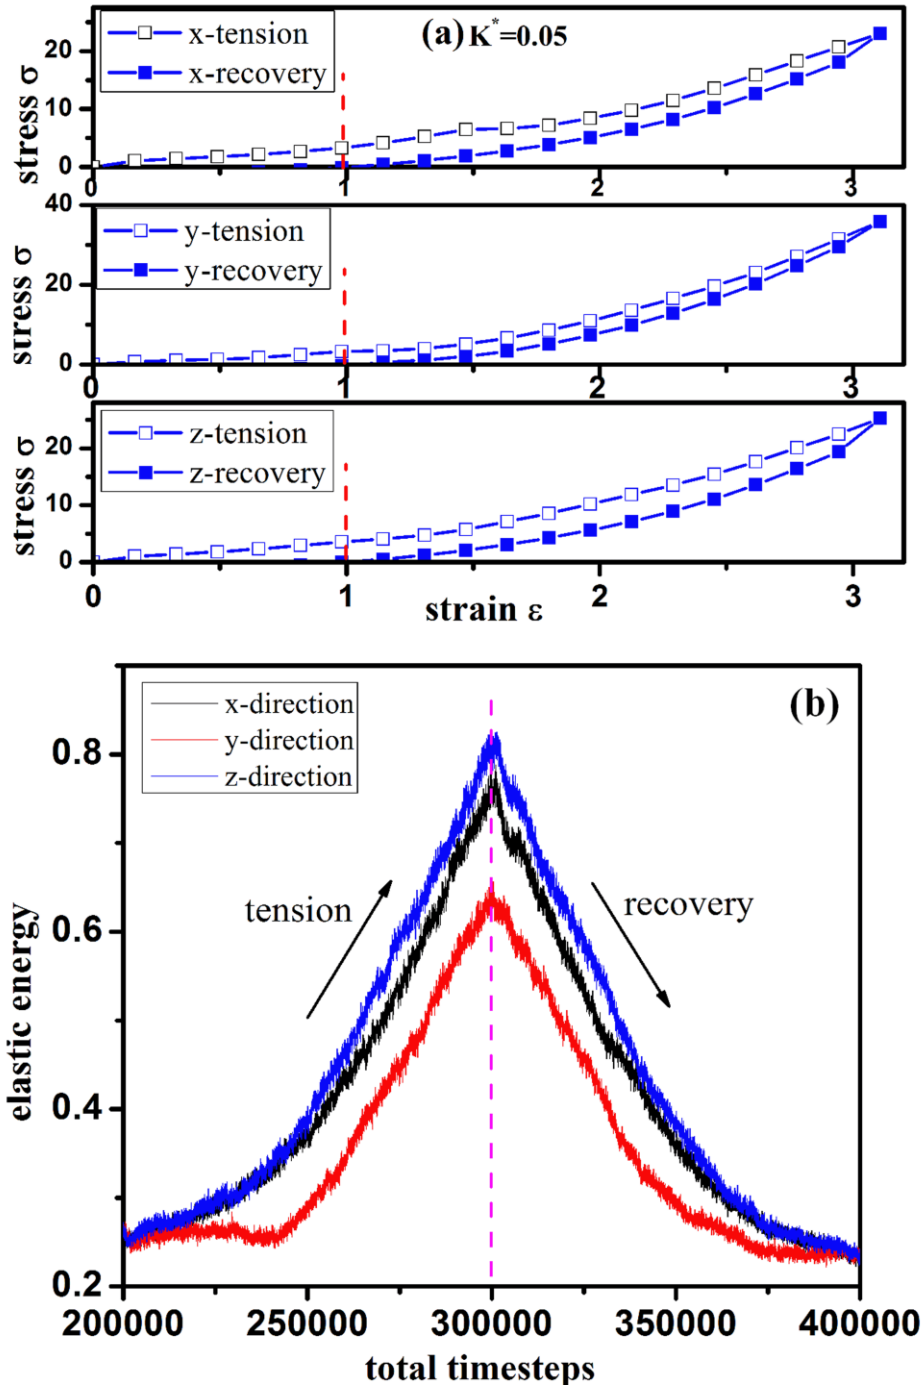 (a) K*=0.05
x-tension
x-recovery
stress σ
20
10
0
0
1
2
3
y-tension
y-recovery
suress σ
40
20
0
0
1
2
3
z-tension
z-recovery
stress σ
20
10
0
0
1
2
3
strain ε
(b)
x-direction
y-direction
z-direction
tension
recovery
elastic energy
0.8
0.6
0.4
0.2
200000
250000
300000
350000
400000
total timesteps